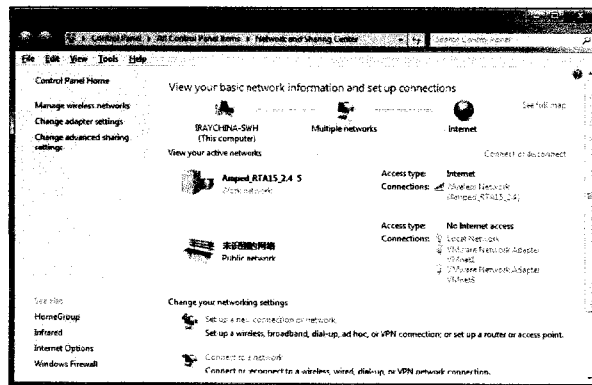 Control Panel ▸ All Control Panel Items ▸ Network and Sharing Center
Search Control Panel
File Edit View Tools Help
Control Panel Home
Manage wireless networks
Change adapter settings
Change advanced sharing
settings
View your basic network information and set up connections
See full map
IRAYCHINA-SWH
(This computer)
Multiple networks
Internet
View your active networks
Connect or disconnect
Amped_RTA15_2.4 5
Work network
Access type: Internet
Connections: Wireless Network
(Amped_RTA15_2.4)
未识别的网络
Public network
Access type: No Internet access
Connections: Local Network
VMware Network Adapter
VMware Network Adapter
See also
HomeGroup
Infrared
Internet Options
Windows Firewall
Change your networking settings
Set up a new connection or network
Set up a wireless, broadband, dial-up, ad hoc, or VPN connection; or set up a router or access point.
Connect to a network
Connect or reconnect to a wireless, wired, dial-up, or VPN network connection.